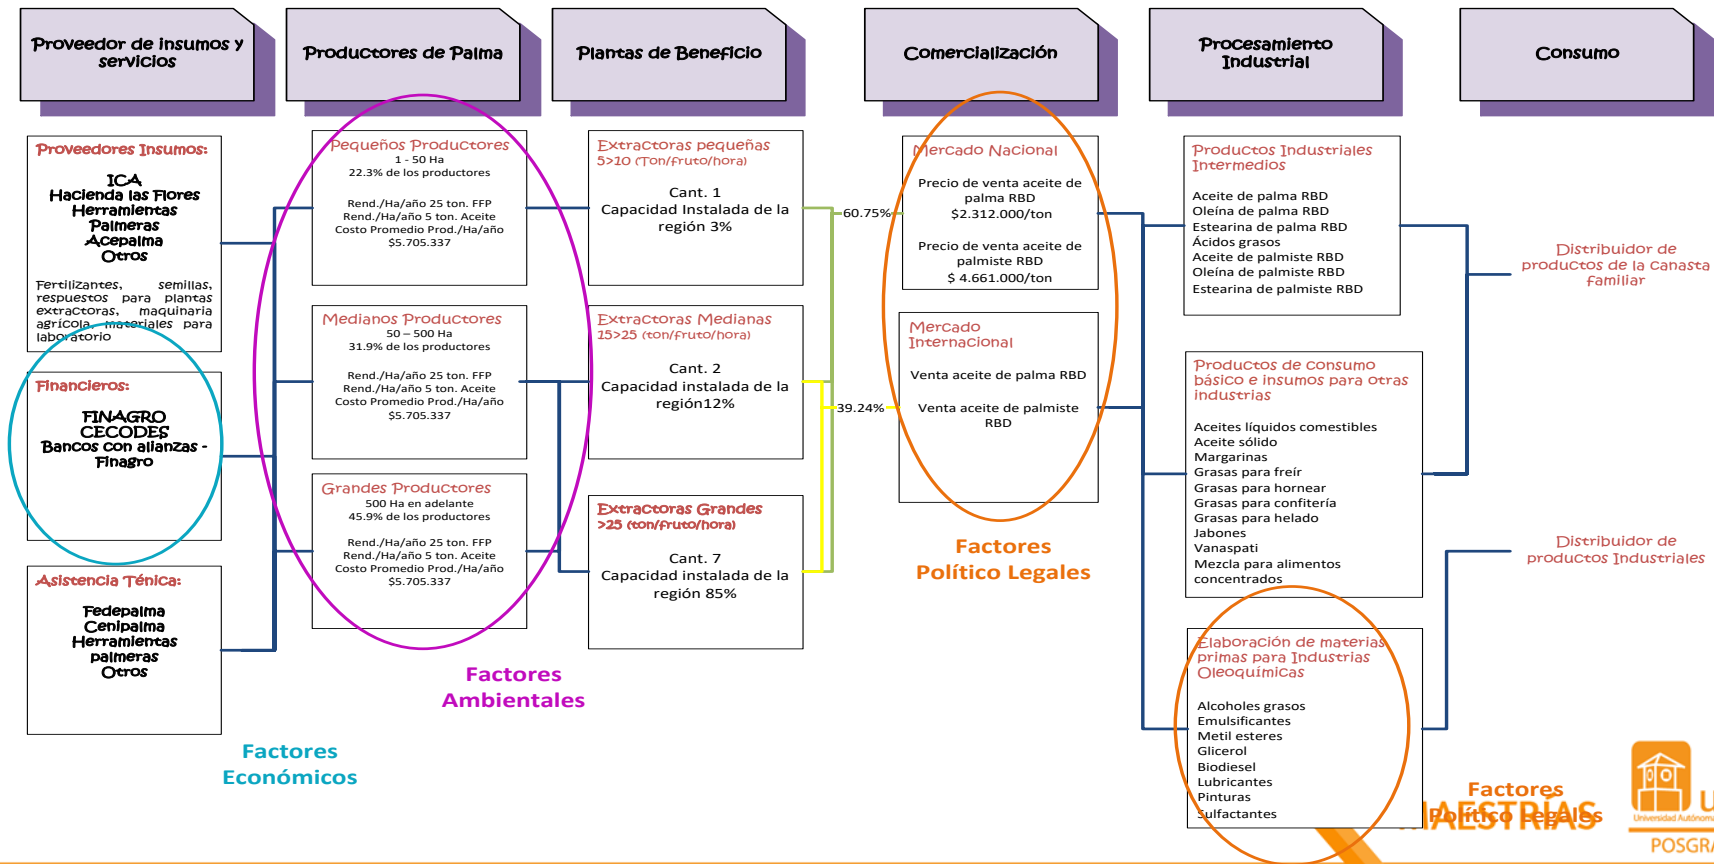 Proveedor de insumos y
servicios
Productores de Palma
Plantas de Beneficio
Comercialización
Procesamiento
Industrial
Consumo
Proveedores Insumos:
ICA
Hacienda las Flores
Herramientas
Palmeras
Acepalma
Otros
Fertilizantes, semillas,
respuestos para plantas
extractoras, maquinaria
agrícola, materiales para
laboratorio
Financieros:
FINAGRO
CECODES
Bancos con alianzas -
Finagro
Asistencia Ténica:
Fedepalma
Cenipalma
Herramientas
palmeras
Otros
Factores
Económicos
Pequeños Productores
1 - 50 Ha
22.3% de los productores
Rend./Ha/año 25 ton. FFP
Rend./Ha/año 5 ton. Aceite
Costo Promedio Prod./Ha/año
$5.705.337
Medianos Productores
50 – 500 Ha
31.9% de los productores
Rend./Ha/año 25 ton. FFP
Rend./Ha/año 5 ton. Aceite
Costo Promedio Prod./Ha/año
$5.705.337
Grandes Productores
500 Ha en adelante
45.9% de los productores
Rend./Ha/año 25 ton. FFP
Rend./Ha/año 5 ton. Aceite
Costo Promedio Prod./Ha/año
$5.705.337
Factores
Ambientales
Extractoras pequeñas
5>10 (Ton/fruto/hora)
Cant. 1
Capacidad Instalada de la
región 3%
Extractoras Medianas
15>25 (ton/fruto/hora)
Cant. 2
Capacidad instalada de la
región12%
Extractoras Grandes
>25 (ton/fruto/hora)
Cant. 7
Capacidad instalada de la
región 85%
60.75%
39.24%
Mercado Nacional
Precio de venta aceite de
palma RBD
$2.312.000/ton
Precio de venta aceite de
palmiste RBD
$ 4.661.000/ton
Mercado
Internacional
Venta aceite de palma RBD
Venta aceite de palmiste
RBD
Factores
Político Legales
Productos Industriales
Intermedios
Aceite de palma RBD
Oleína de palma RBD
Estearina de palma RBD
Ácidos grasos
Aceite de palmiste RBD
Oleína de palmiste RBD
Estearina de palmiste RBD
Productos de consumo
básico e insumos para otras
industrias
Aceites líquidos comestibles
Aceite sólido
Margarinas
Grasas para freír
Grasas para hornear
Grasas para confitería
Grasas para helado
Jabones
Vanaspati
Mezcla para alimentos
concentrados
Elaboración de materias
primas para Industrias
Oleoquímicas
Alcoholes grasos
Emulsificantes
Metil esteres
Glicerol
Biodiesel
Lubricantes
Pinturas
Sulfactantes
Distribuidor de
productos de la canasta
familiar
Distribuidor de
productos Industriales
Factores
Político Legales
MAESTRÍAS
Universidad Autónoma
POSGRA